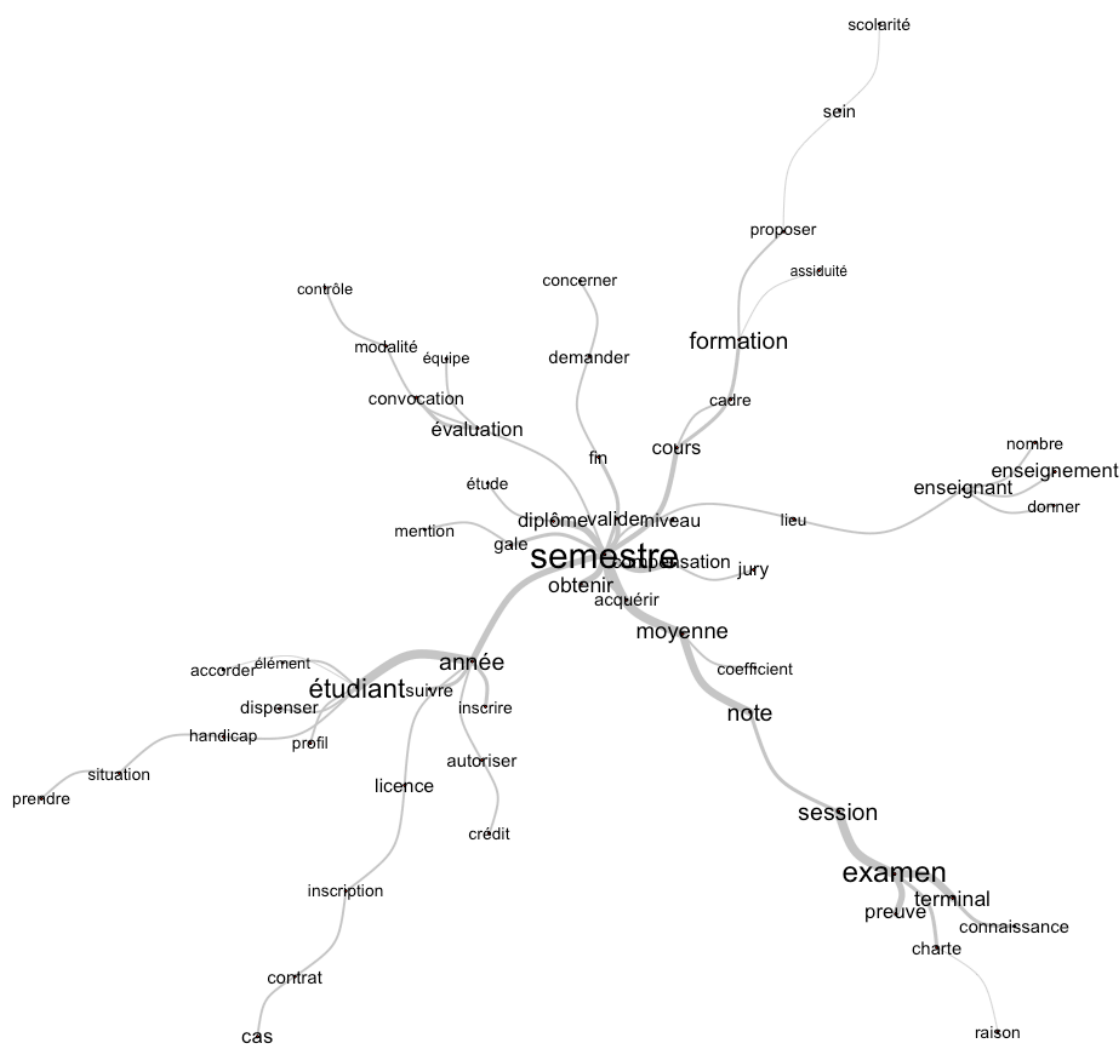 scolarité
sein
proposer
assiduité
concerner
contrôle
formation
modalité
équipe
demander
convocation
cadre
évaluation
nombre
cours
fin
enseignement
étude
enseignant
donner
diplôme
valider
niveau
lieu
mention
gale
semestre
compensation
jury
obtenir
acquérir
moyenne
année
élément
accorder
coefficient
étudiant
suivre
dispenser
inscrire
note
handicap
profil
autoriser
situation
licence
prendre
session
crédit
examen
inscription
terminal
preuve
connaissance
charte
contrat
raison
cas